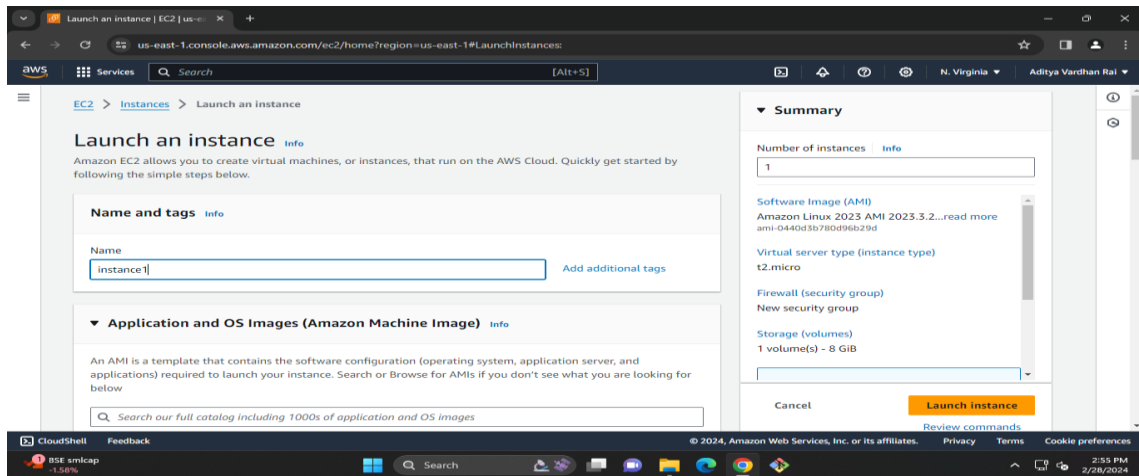 Launch an instance | EC2 | us-e
us-east-1.console.aws.amazon.com/ec2/home?region=us-east-1#LaunchInstances:
aws Services Search [Alt+S] N. Virginia Aditya Vardhan Rai
EC2 > Instances > Launch an instance
Launch an instance Info
Amazon EC2 allows you to create virtual machines, or instances, that run on the AWS Cloud. Quickly get started by
following the simple steps below.
Name and tags Info
Name
instance1
Add additional tags
Application and OS Images (Amazon Machine Image) Info
An AMI is a template that contains the software configuration (operating system, application server, and
applications) required to launch your instance. Search or Browse for AMIs if you don't see what you are looking for
below
Search our full catalog including 1000s of application and OS images
Summary
Number of instances Info
1
Software Image (AMI)
Amazon Linux 2023 AMI 2023.3.2...read more
ami-0440d3b780d96b29d
Virtual server type (instance type)
t2.micro
Firewall (security group)
New security group
Storage (volumes)
1 volume(s) - 8 GiB
Cancel
Launch instance
Review commands
CloudShell Feedback © 2024, Amazon Web Services, Inc. or its affiliates. Privacy Terms Cookie preferences
1
BSE smlcap
-1.58%
Search
2:55 PM
2/28/2024